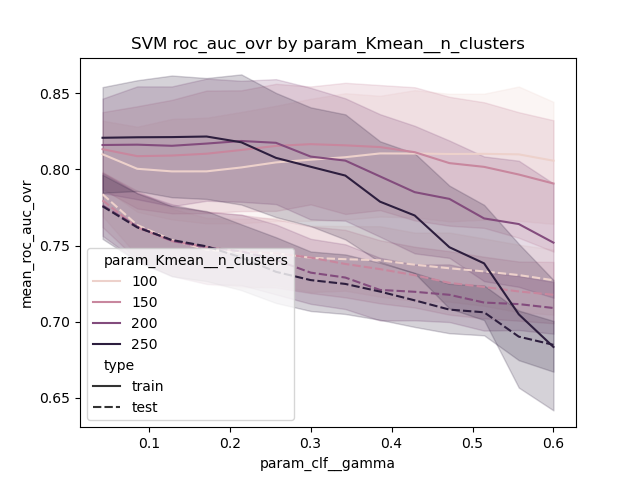 SVM roc_auc_ovr by param_Kmean__n_clusters
mean_roc_auc_ovr
0.85
0.80
0.75
0.70
0.65
param_Kmean__n_clusters
100
150
200
250
type
train
test
0.1
0.2
0.3
0.4
0.5
0.6
param_clf__gamma